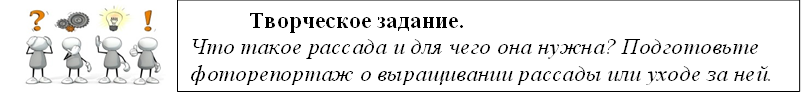 Творческое задание.
Что такое рассада и для чего она нужна? Подготовьте
фоторепортаж о выращивании рассады или уходе за ней.